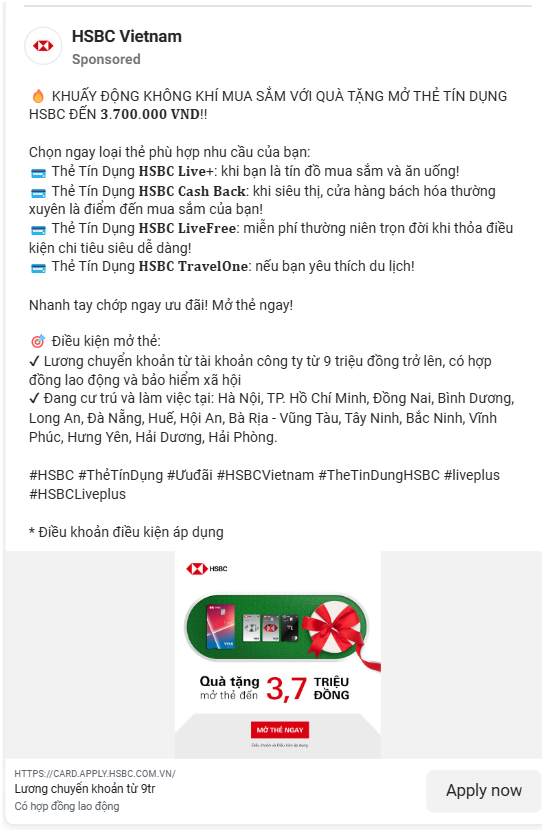 HSBC Vietnam
Sponsored
🔥 KHUẤY ĐỘNG KHÔNG KHÍ MUA SẮM VỚI QUÀ TẶNG MỞ THẺ TÍN DỤNG
HSBC ĐẾN 3.700.000 VND!!
Chọn ngay loại thẻ phù hợp nhu cầu của bạn:
💳 Thẻ Tín Dụng HSBC Live+: khi bạn là tín đồ mua sắm và ăn uống!
💳 Thẻ Tín Dụng HSBC Cash Back: khi siêu thị, cửa hàng bách hóa thường
xuyên là điểm đến mua sắm của bạn!
💳 Thẻ Tín Dụng HSBC LiveFree: miễn phí thường niên trọn đời khi thỏa điều
kiện chi tiêu siêu dễ dàng!
💳 Thẻ Tín Dụng HSBC TravelOne: nếu bạn yêu thích du lịch!
Nhanh tay chớp ngay ưu đãi! Mở thẻ ngay!
🎯 Điều kiện mở thẻ:
✓ Lương chuyển khoản từ tài khoản công ty từ 9 triệu đồng trở lên, có hợp
đồng lao động và bảo hiểm xã hội
✓ Đang cư trú và làm việc tại: Hà Nội, TP. Hồ Chí Minh, Đồng Nai, Bình Dương,
Long An, Đà Nẵng, Huế, Hội An, Bà Rịa - Vũng Tàu, Tây Ninh, Bắc Ninh, Vĩnh
Phúc, Hưng Yên, Hải Dương, Hải Phòng.
#HSBC #ThẻTínDụng #Ưuđãi #HSBCVietnam #TheTinDungHSBC #liveplus
#HSBCLiveplus
* Điều khoản điều kiện áp dụng
HSBC
Quà tặng
mở thẻ đến
3,7 TRIỆU
ĐỒNG
MỞ THẺ NGAY
Điều khoản và Điều kiện áp dụng
HTTPS://CARD.APPLY.HSBC.COM.VN/
Lương chuyển khoản từ 9tr
Có hợp đồng lao động
Apply now